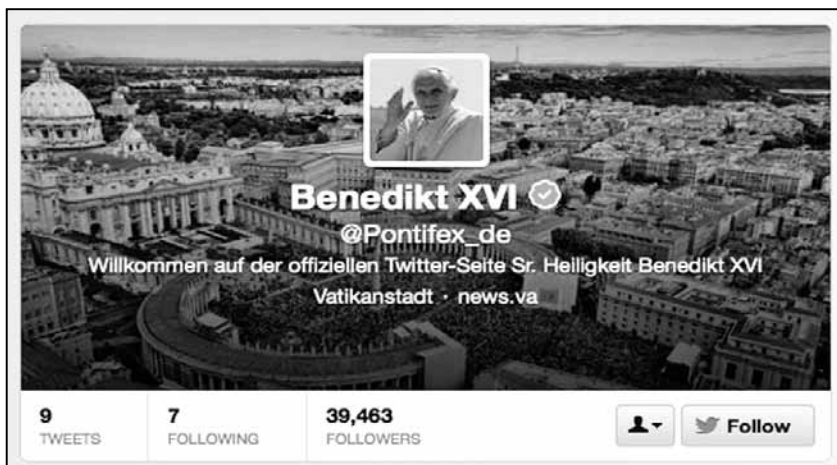 Benedikt XVI
@Pontifex_de
Willkommen auf der offiziellen Twitter-Seite Sr. Heiligkeit Benedikt XVI
Vatikanstadt · news.va
9
TWEETS
7
FOLLOWING
39,463
FOLLOWERS
Follow